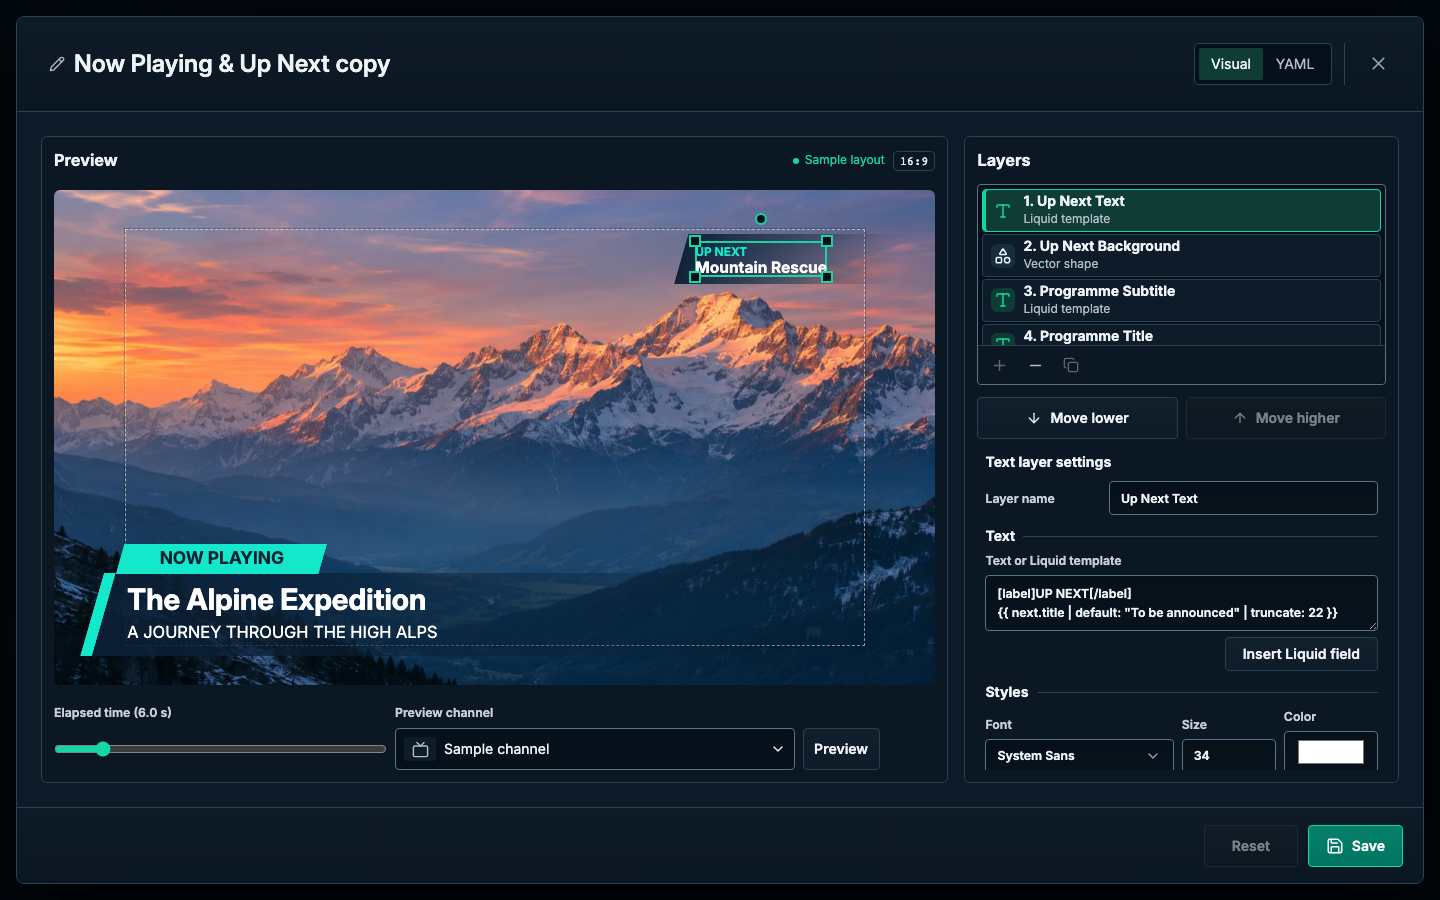 Now Playing & Up Next copy
Visual
YAML
Preview
Sample layout
16:9
UP NEXT
Mountain Rescue
NOW PLAYING
The Alpine Expedition
A JOURNEY THROUGH THE HIGH ALPS
Elapsed time (6.0 s)
Preview channel
Sample channel
Preview
Layers
1. Up Next Text
Liquid template
2. Up Next Background
Vector shape
3. Programme Subtitle
Liquid template
4. Programme Title
Move lower
Move higher
Text layer settings
Layer name
Up Next Text
Text
Text or Liquid template
[label]UP NEXT[/label]
{{ next.title | default: "To be announced" | truncate: 22 }}
Insert Liquid field
Styles
Font
Size
Color
System Sans
34
Reset
Save